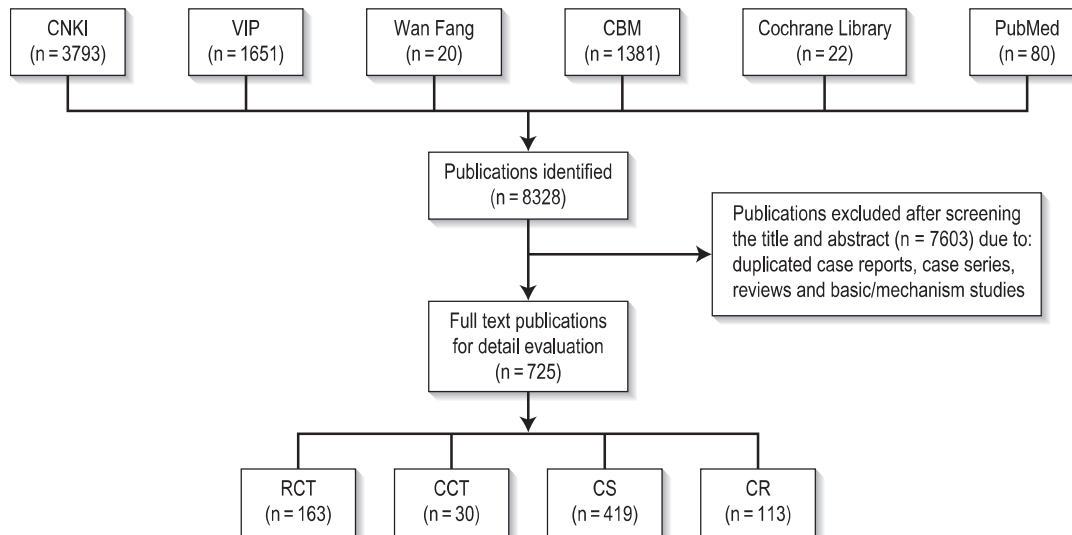 CNKI
(n = 3793)
VIP
(n = 1651)
Wan Fang
(n = 20)
CBM
(n = 1381)
Cochrane Library
(n = 22)
PubMed
(n = 80)
Publications identified
(n = 8328)
Publications excluded after screening
the title and abstract (n = 7603) due to:
duplicated case reports, case series,
reviews and basic/mechanism studies
Full text publications
for detail evaluation
(n = 725)
RCT
(n = 163)
CCT
(n = 30)
CS
(n = 419)
CR
(n = 113)